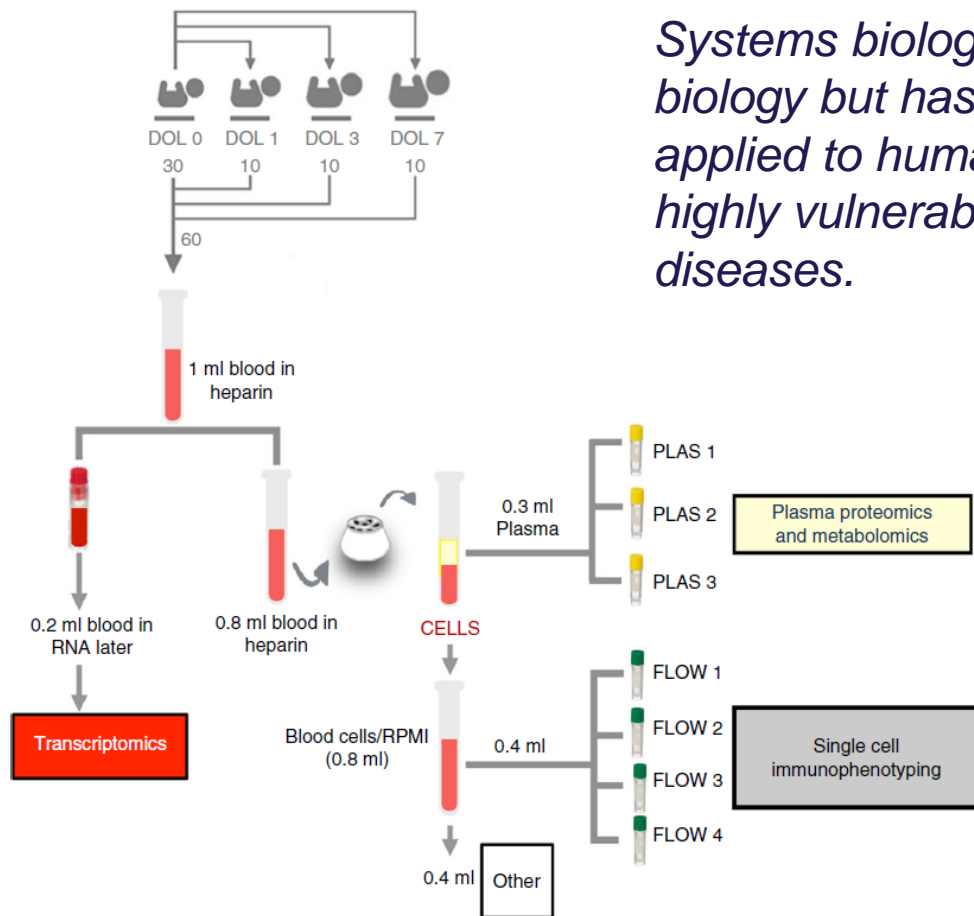 Systems biolog
biology but has
applied to huma
highly vulnerab
diseases.
DOL 0 DOL 1 DOL 3 DOL 7
30 10 10 10
60
1 ml blood in
heparin
0.2 ml blood in
RNA later
Transcriptomics
0.8 ml blood in
heparin
CELLS
0.3 ml
Plasma
PLAS 1
PLAS 2
PLAS 3
Plasma proteomics
and metabolomics
Blood cells/RPMI
(0.8 ml)
0.4 ml
FLOW 1
FLOW 2
FLOW 3
FLOW 4
Single cell
immunophenotyping
0.4 ml
Other